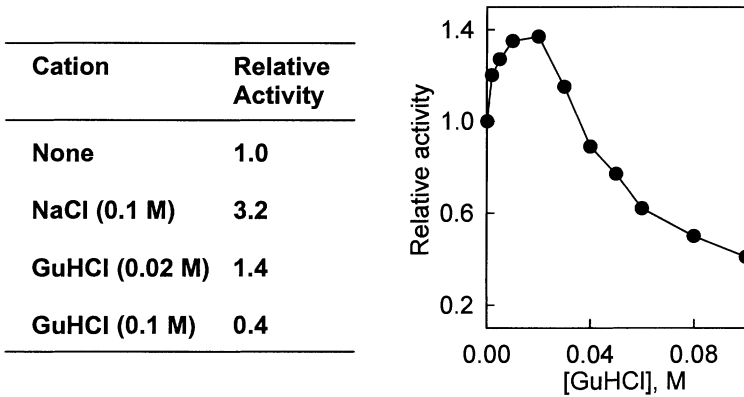 Cation Relative
Activity
None 1.0
NaCl (0.1 M) 3.2
GuHCl (0.02 M) 1.4
GuHCl (0.1 M) 0.4
Relative activity
1.4
1.0
0.6
0.2
0.00 0.04 0.08
[GuHCl], M